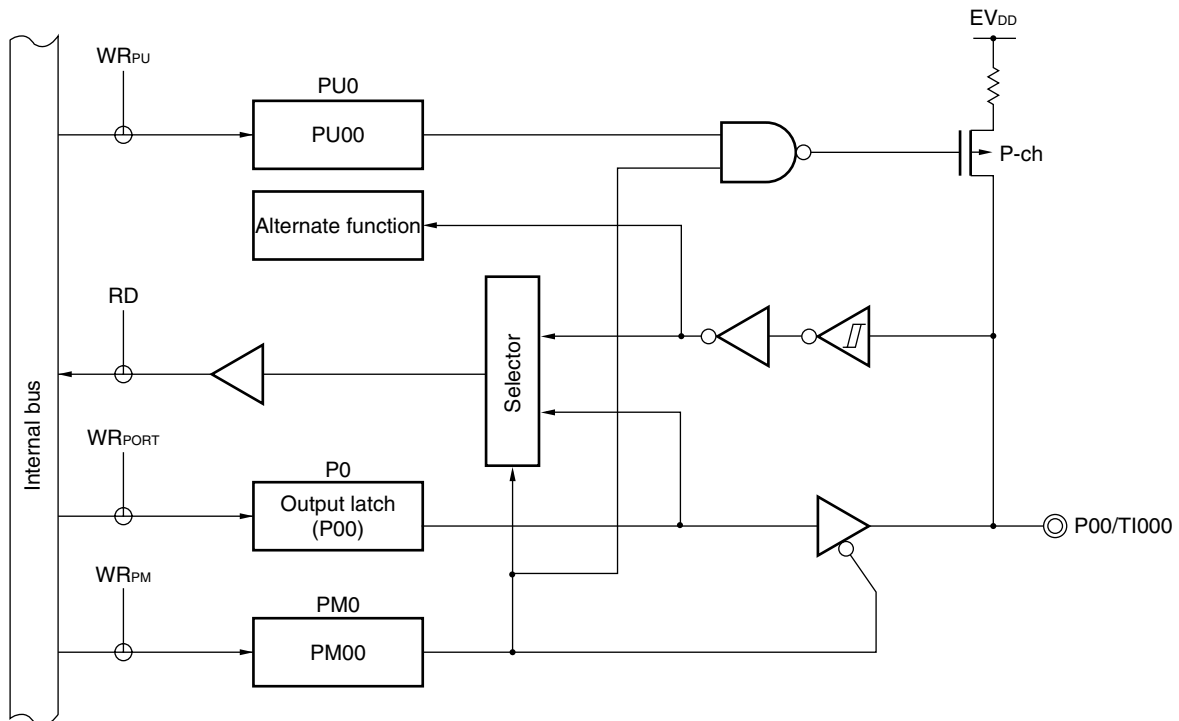 EVDD
WRPU
PU0
PU00
P-ch
Alternate function
RD
Selector
Internal bus
WRPORT
P0
Output latch
(P00)
P00/TI000
WRPM
PM0
PM00